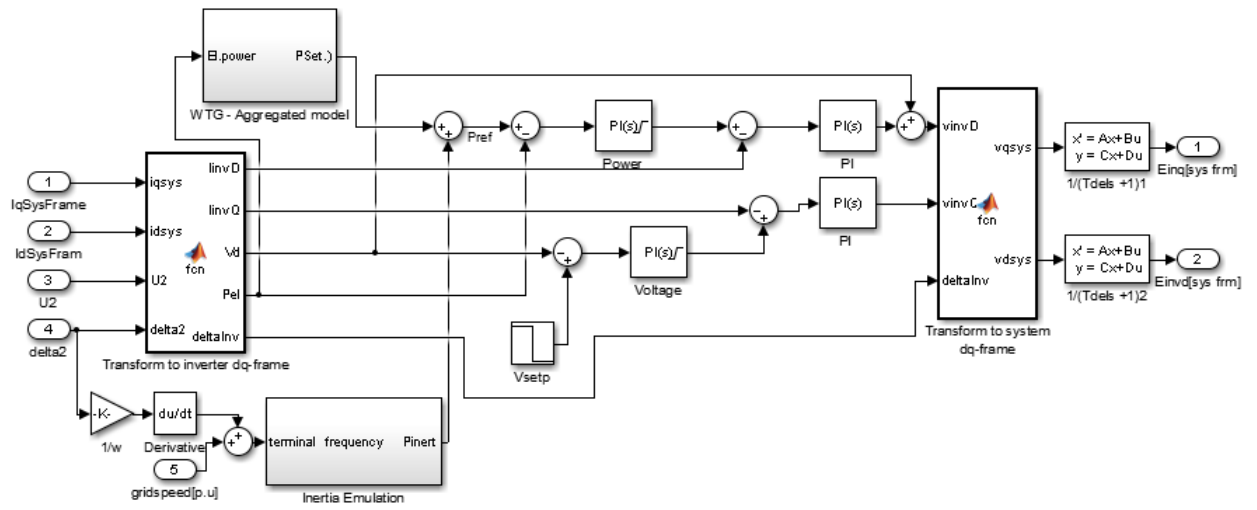 El.power
PSet.)
WTG - Aggregated model
Pref
PI(s)
Power
PI(s)
PI
vinvD
vqsys
vinvQ
fcn
vdsys
deltaInv
Transform to system
dq-frame
x' = Ax+Bu
y = Cx+Du
1/(Tdels +1)1
1
Einq[sys frm]
x' = Ax+Bu
y = Cx+Du
1/(Tdels +1)2
2
Einvd[sys frm]
1
IqSysFrame
2
IdSysFram
3
U2
4
delta2
iqsys
idsys
U2
delta2
fcn
IinvD
IinvQ
Vd
Pel
deltaInv
Transform to inverter dq-frame
PI(s)
PI
PI(s)
Voltage
Vsetp
-K-
1/w
du/dt
Derivative
5
gridspeed[p.u]
terminal frequency
Pinert
Inertia Emulation